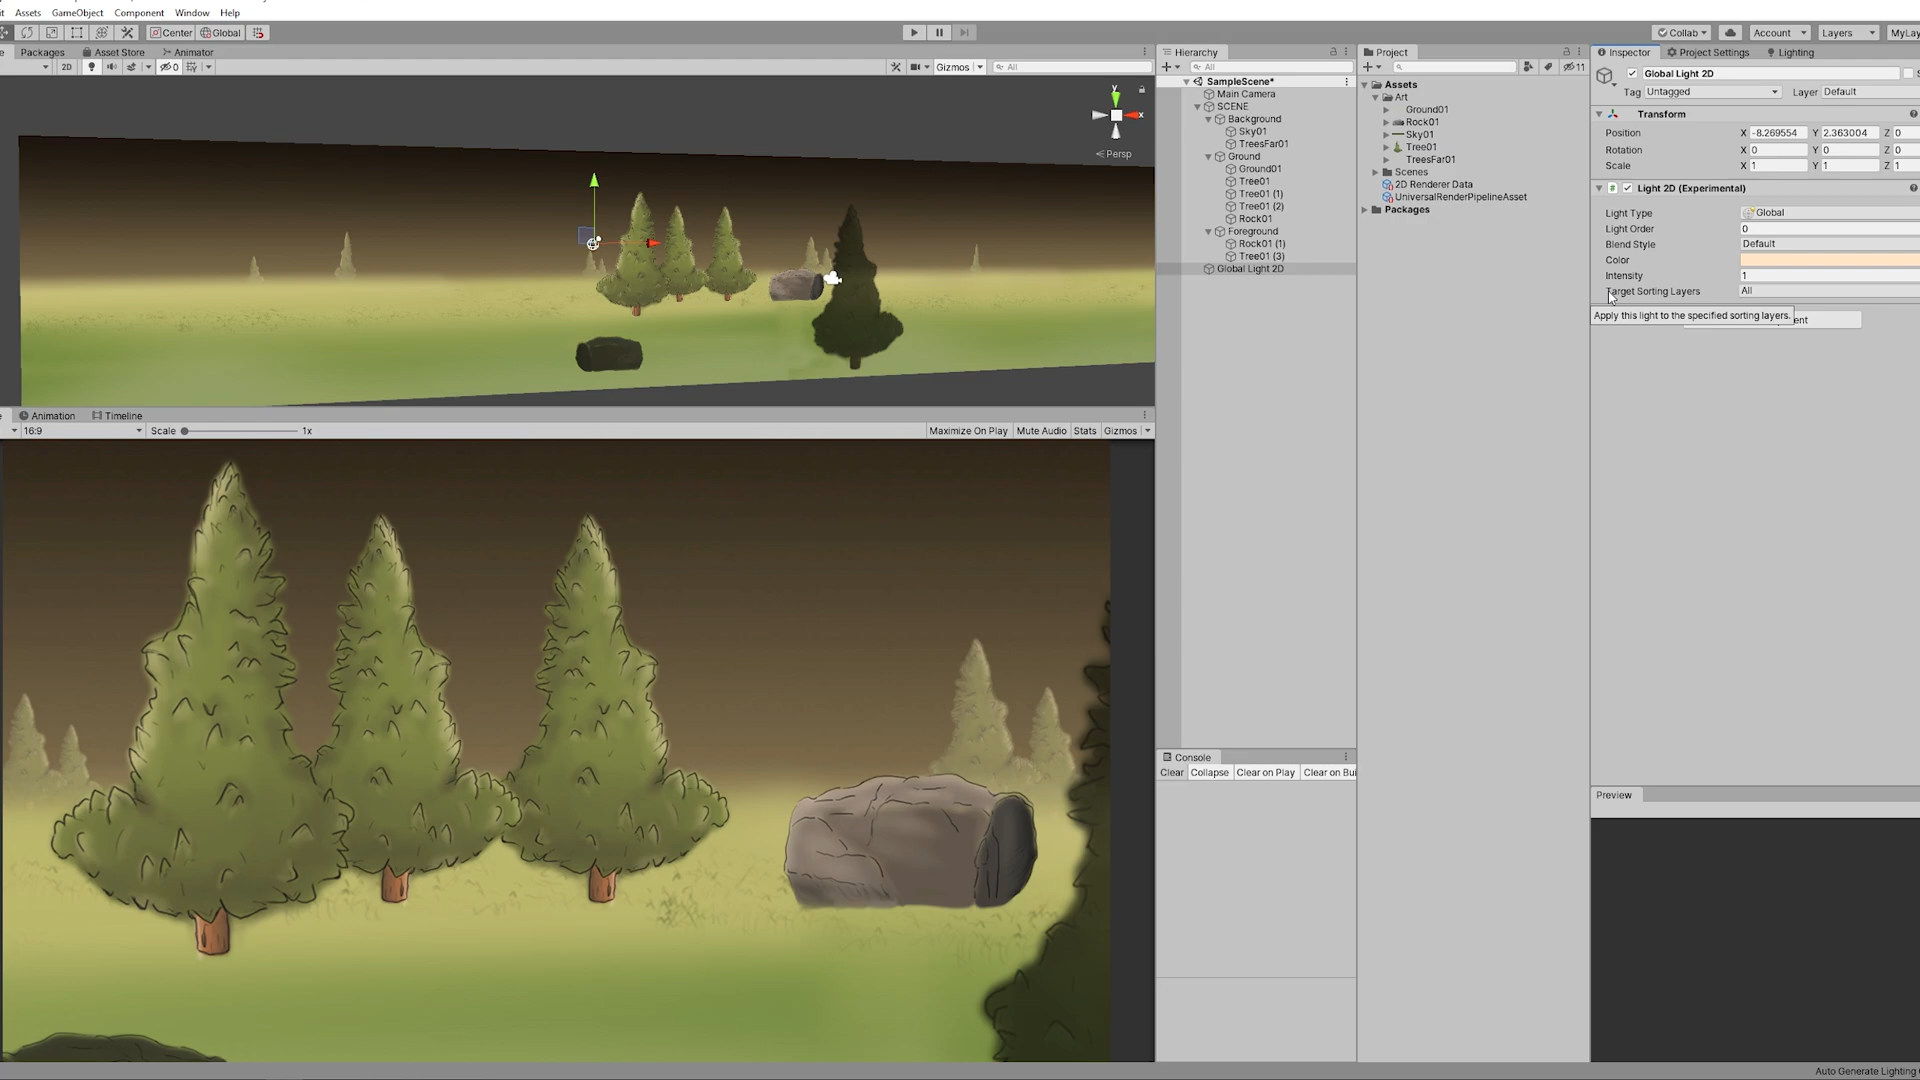 Assets GameObject Component Window Help
Center Global
Collab Account Layers
Packages Asset Store Animator
2D 0 Gizmos All
Persp
Animation Timeline
16:9 Scale 1x Maximize On Play Mute Audio Stats Gizmos
Hierarchy
All
SampleScene*
Main Camera
SCENE
Background
Sky01
TreesFar01
Ground
Ground01
Tree01
Tree01 (1)
Tree01 (2)
Rock01
Foreground
Rock01 (1)
Tree01 (3)
Global Light 2D
Console
Clear Collapse Clear on Play Clear on Bui
Project
11
Assets
Art
Ground01
Rock01
Sky01
Tree01
TreesFar01
Scenes
2D Renderer Data
UniversalRenderPipelineAsset
Packages
Inspector Project Settings Lighting
Global Light 2D
Tag Untagged Layer Default
Transform
Position X -8.269554 Y 2.363004 Z 0
Rotation X 0 Y 0 Z 0
Scale X 1 Y 1 Z 1
Light 2D (Experimental)
Light Type Global
Light Order 0
Blend Style Default
Color
Intensity 1
Target Sorting Layers All
Apply this light to the specified sorting layers.
Preview
Auto Generate Lighting